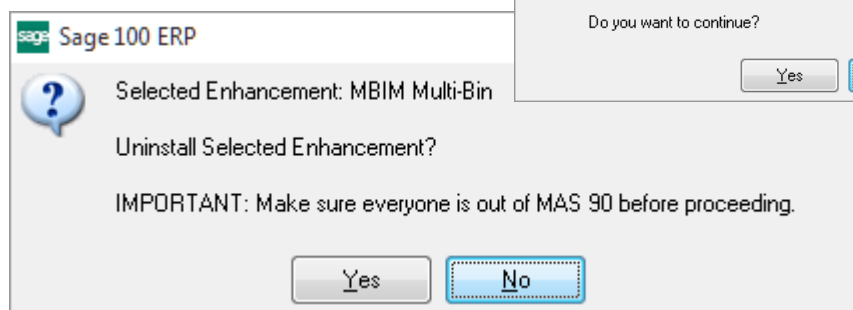 Do you want to continue?
Yes
sage Sage 100 ERP
Selected Enhancement: MBIM Multi-Bin
Uninstall Selected Enhancement?
IMPORTANT: Make sure everyone is out of MAS 90 before proceeding.
Yes No